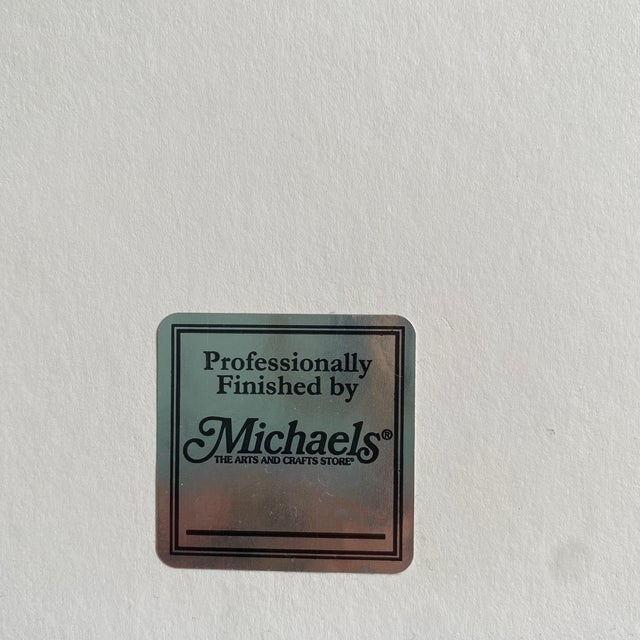 Professionally
Finished by
Michaels®
THE ARTS AND CRAFTS STORE®